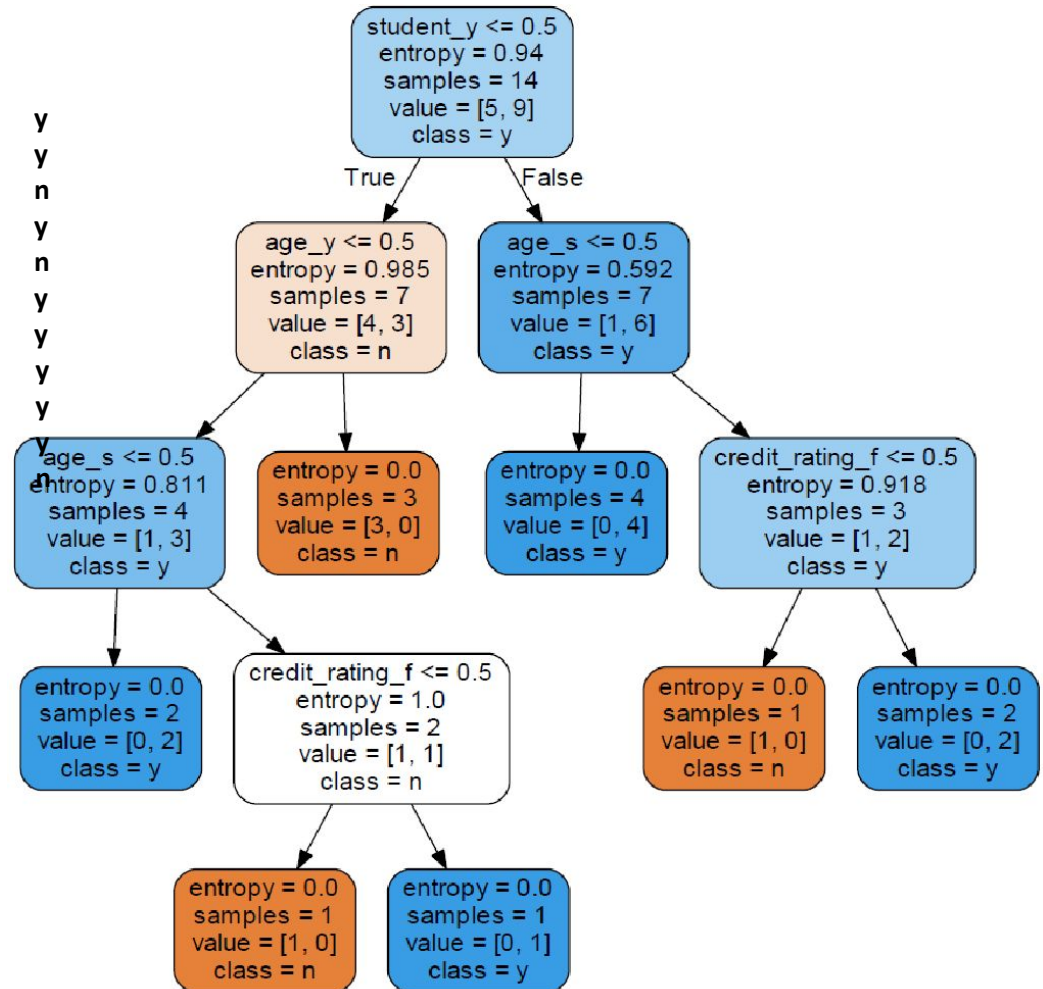 student_y <= 0.5
entropy = 0.94
samples = 14
value = [5, 9]
class = y
y
y
n
y
n
y
y
y
y
y
n
True
False
age_y <= 0.5
entropy = 0.985
samples = 7
value = [4, 3]
class = n
age_s <= 0.5
entropy = 0.592
samples = 7
value = [1, 6]
class = y
age_s <= 0.5
entropy = 0.811
samples = 4
value = [1, 3]
class = y
entropy = 0.0
samples = 3
value = [3, 0]
class = n
entropy = 0.0
samples = 4
value = [0, 4]
class = y
credit_rating_f <= 0.5
entropy = 0.918
samples = 3
value = [1, 2]
class = y
entropy = 0.0
samples = 2
value = [0, 2]
class = y
credit_rating_f <= 0.5
entropy = 1.0
samples = 2
value = [1, 1]
class = n
entropy = 0.0
samples = 1
value = [1, 0]
class = n
entropy = 0.0
samples = 2
value = [0, 2]
class = y
entropy = 0.0
samples = 1
value = [1, 0]
class = n
entropy = 0.0
samples = 1
value = [0, 1]
class = y